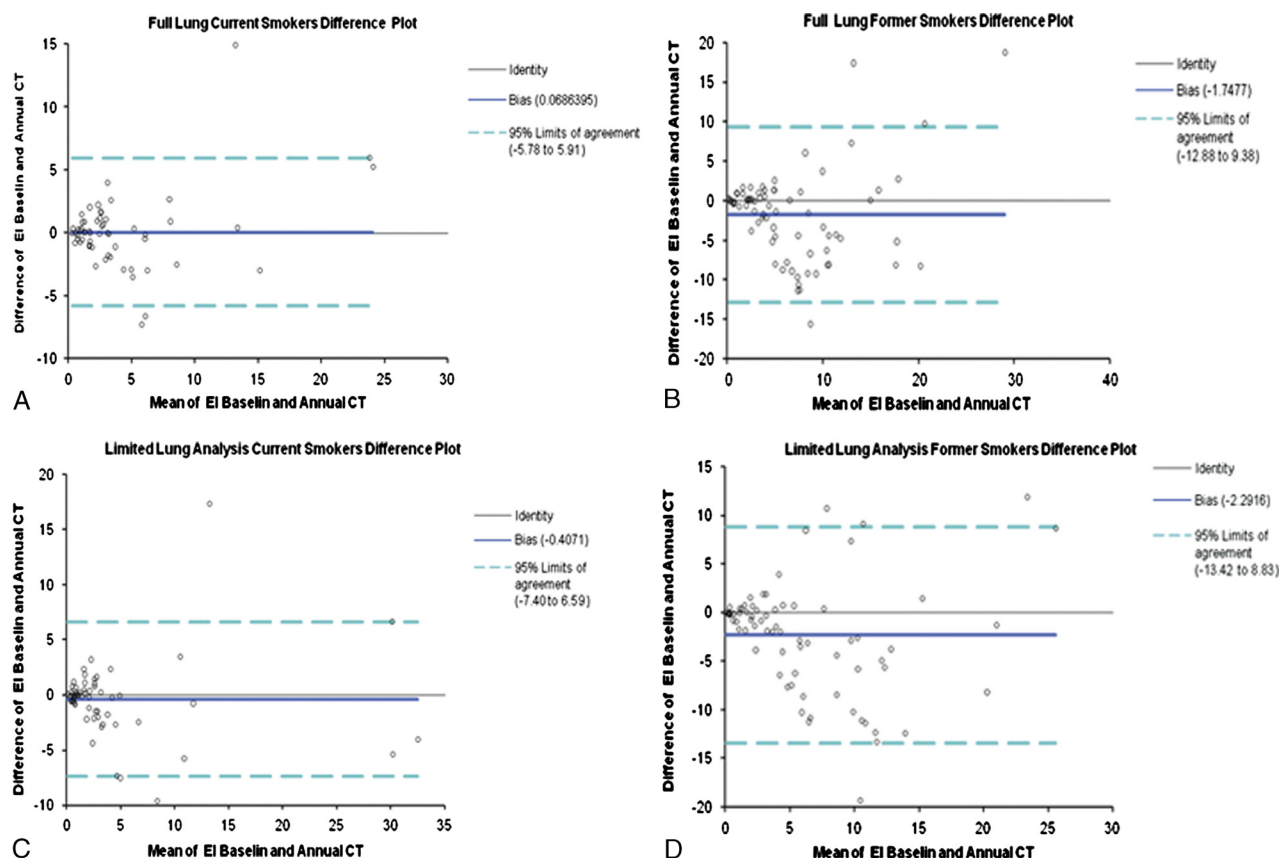 Full Lung Current Smokers Difference Plot
Difference of EI Baselin and Annual CT
15
10
5
0
-5
-10
0 5 10 15 20 25 30
Mean of EI Baselin and Annual CT
Identity
Bias (0.0686395)
95% Limits of agreement
(-5.78 to 5.91)
A
Full Lung Former Smokers Difference Plot
Difference of EI Baselin and Annual CT
20
15
10
5
0
-5
-10
-15
-20
0 10 20 30 40
Mean of EI Baselin and Annual CT
Identity
Bias (-1.7477)
95% Limits of
agreement
(-12.88 to 9.38)
B
Limited Lung Analysis Current Smokers Difference Plot
Difference of EI Baselin and Annual CT
20
15
10
5
0
-5
-10
0 5 10 15 20 25 30 35
Mean of EI Baselin and Annual CT
Identity
Bias (-0.4071)
95% Limits of
agreement
(-7.40 to 6.59)
C
Limited Lung Analysis Former Smokers Difference Plot
Difference of EI Baselin and Annual CT
15
10
5
0
-5
-10
-15
-20
0 5 10 15 20 25 30
Mean of EI Baselin and Annual CT
Identity
Bias (-2.2916)
95% Limits of
agreement
(-13.42 to 8.83)
D